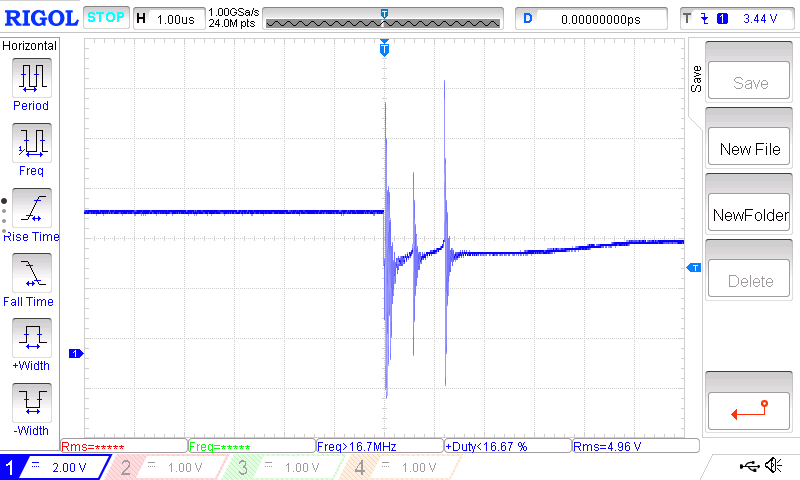 RIGOL STOP H 1.00us 1.00GSa/s 24.0M pts T D 0.00000000ps T 1 3.44 V
Horizontal
T
Period
Freq
Rise Time
Fall Time
+Width
-Width
T
1
Save
Save
New File
NewFolder
Delete
Rms=***** Freq=***** Freq>16.7MHz +Duty<16.67 % Rms=4.96 V
1 2.00 V 2 1.00 V 3 1.00 V 4 1.00 V